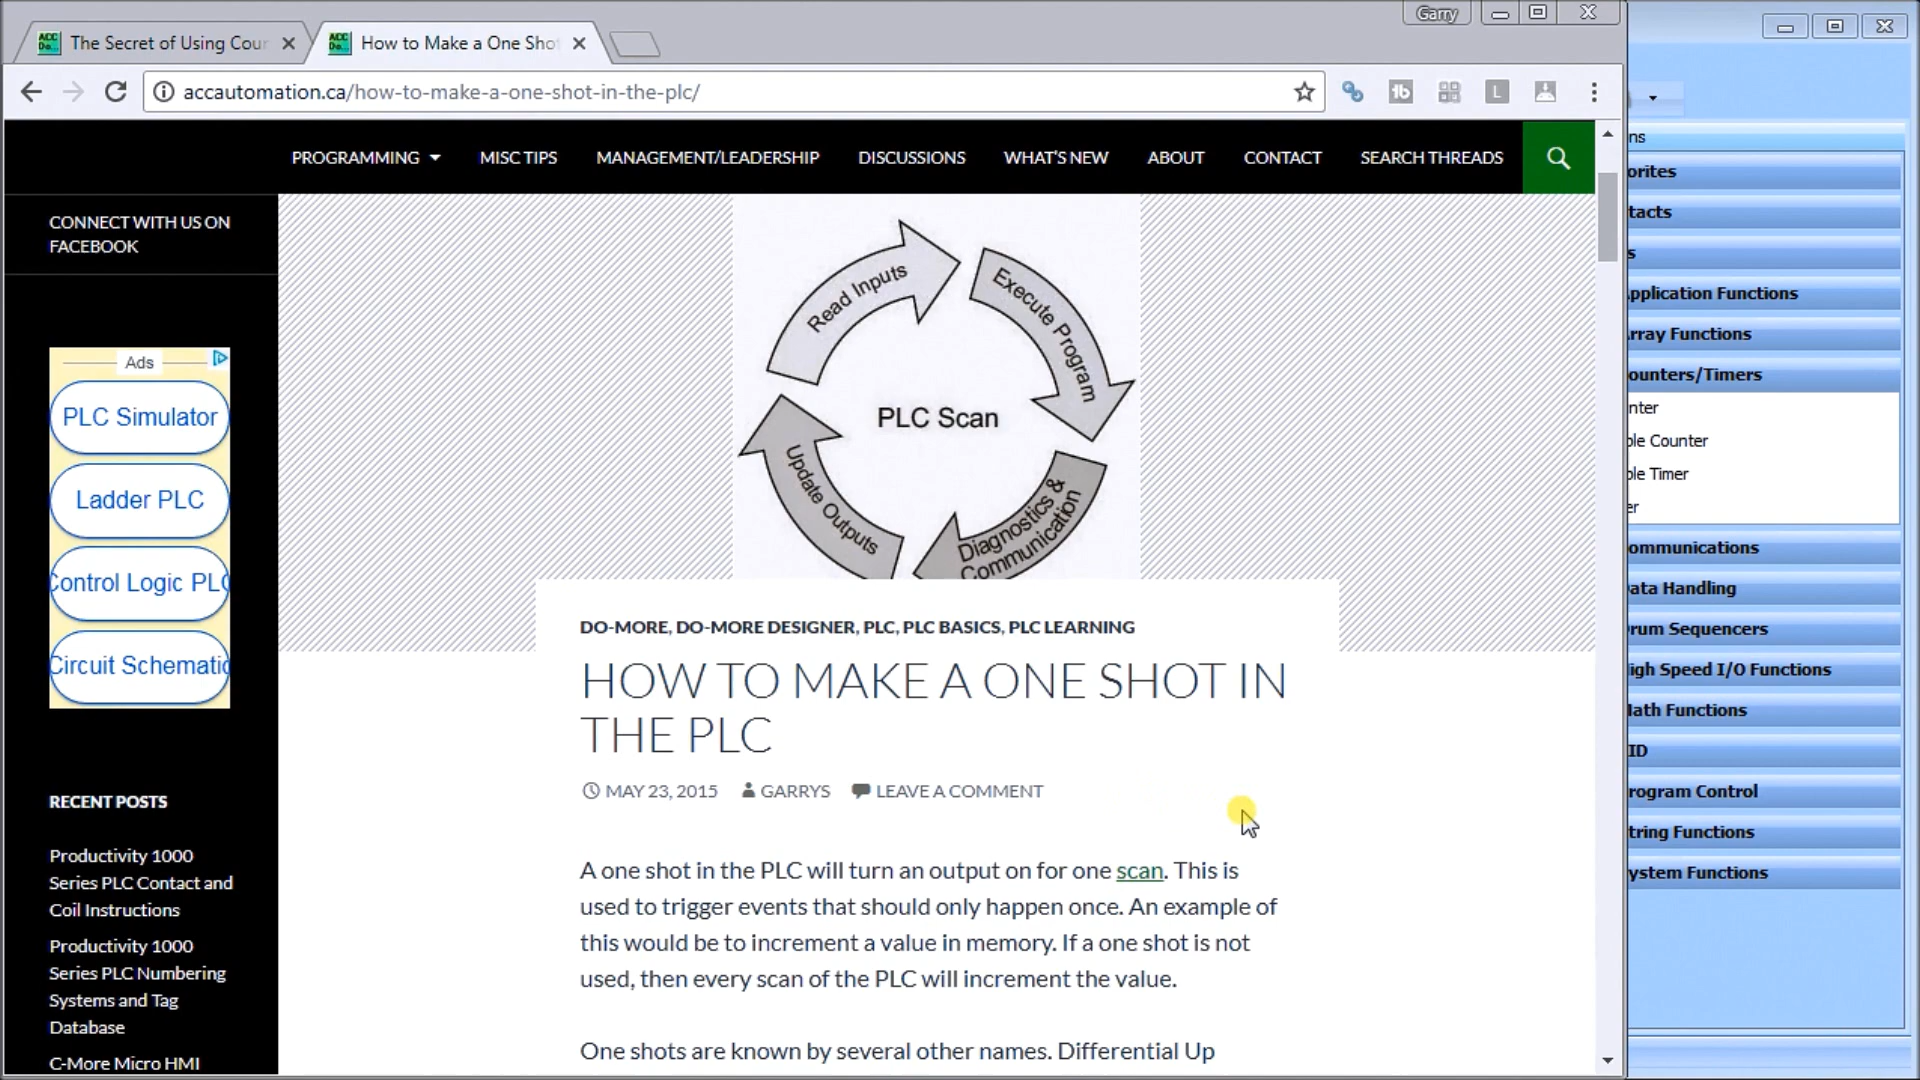 Garry
The Secret of Using Cour
How to Make a One Shot
accautomation.ca/how-to-make-a-one-shot-in-the-plc/
PROGRAMMING MISC TIPS MANAGEMENT/LEADERSHIP DISCUSSIONS WHAT'S NEW ABOUT CONTACT SEARCH THREADS
CONNECT WITH US ON
FACEBOOK
Ads
PLC Simulator
Ladder PLC
Control Logic PLC
Circuit Schematic
RECENT POSTS
Productivity 1000
Series PLC Contact and
Coil Instructions
Productivity 1000
Series PLC Numbering
Systems and Tag
Database
C-More Micro HMI
Read Inputs
Execute Program
PLC Scan
Update Outputs
Diagnostics &
Communication
DO-MORE, DO-MORE DESIGNER, PLC, PLC BASICS, PLC LEARNING
HOW TO MAKE A ONE SHOT IN
THE PLC
MAY 23, 2015 GARRYS LEAVE A COMMENT
A one shot in the PLC will turn an output on for one scan. This is
used to trigger events that should only happen once. An example of
this would be to increment a value in memory. If a one shot is not
used, then every scan of the PLC will increment the value.
One shots are known by several other names. Differential Up
ns
orites
tacts
s
pplication Functions
rray Functions
ounters/Timers
nter
ble Counter
ble Timer
er
ommunications
ata Handling
rum Sequencers
igh Speed I/O Functions
ath Functions
ID
rogram Control
tring Functions
ystem Functions